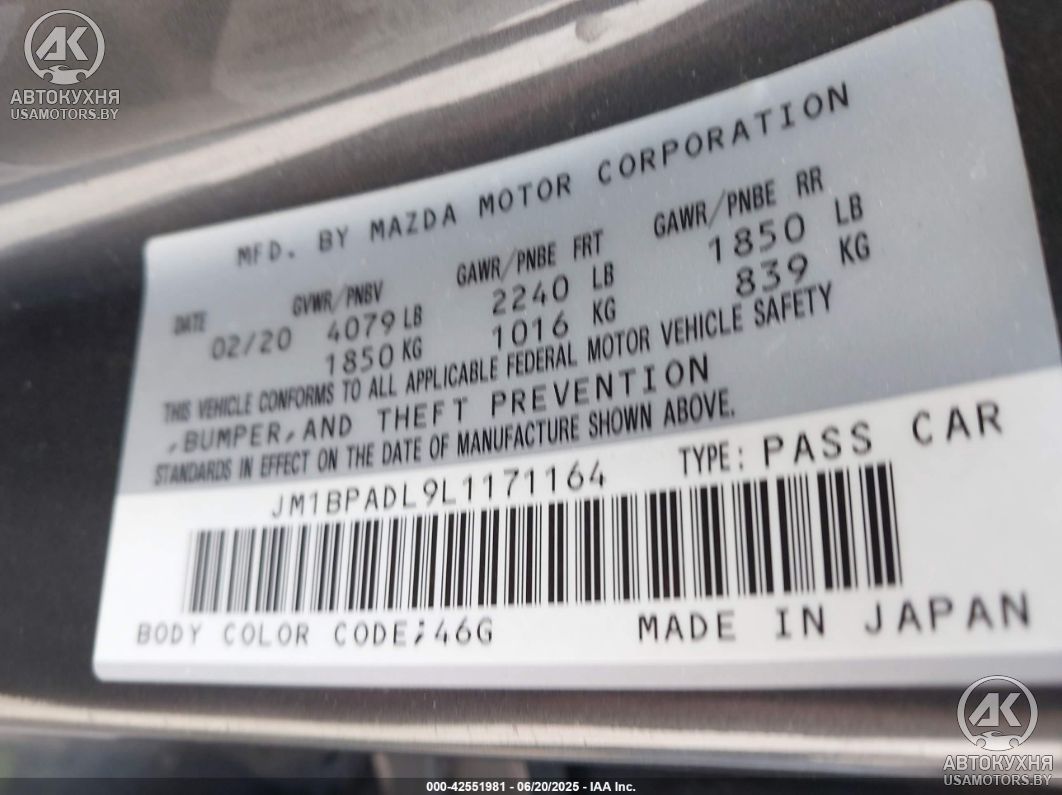 AK
АВТОКУХНЯ
USAMOTORS.BY
MFD. BY MAZDA MOTOR CORPORATION
DATE GVWR/PNBV GAWR/PNBE FRT GAWR/PNBE RR
02/20 4079 LB 2240 LB 1850 LB
1850 KG 1016 KG 839 KG
THIS VEHICLE CONFORMS TO ALL APPLICABLE FEDERAL MOTOR VEHICLE SAFETY
,BUMPER,AND THEFT PREVENTION
STANDARDS IN EFFECT ON THE DATE OF MANUFACTURE SHOWN ABOVE.
JM1BPADL9L1171164 TYPE: PASS CAR
BODY COLOR CODE;46G MADE IN JAPAN
AK
АВТОКУХНЯ
USAMOTORS.BY
000-42551981 - 06/20/2025 - IAA Inc.